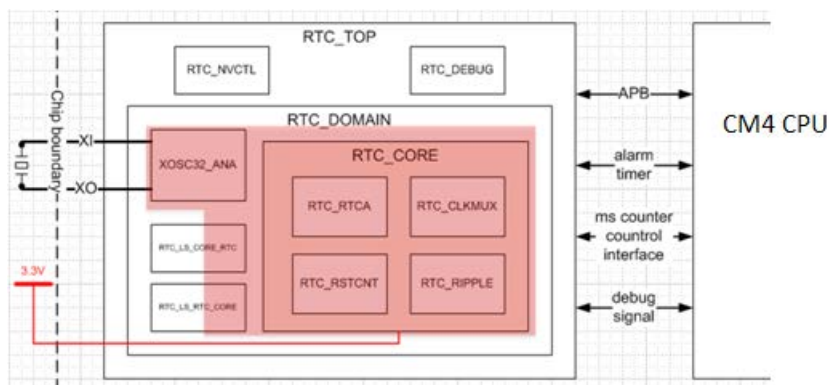 RTC_TOP
RTC_NVCTL
RTC_DEBUG
Chip boundary
RTC_DOMAIN
XI
XO
XOSC32_ANA
RTC_CORE
RTC_RTCA
RTC_CLKMUX
RTC_LS_CORE_RTC
RTC_RSTCNT
RTC_RIPPLE
RTC_LS_RTC_CORE
3.3V
APB
alarm
timer
ms counter
countrol
interface
debug
signal
CM4 CPU